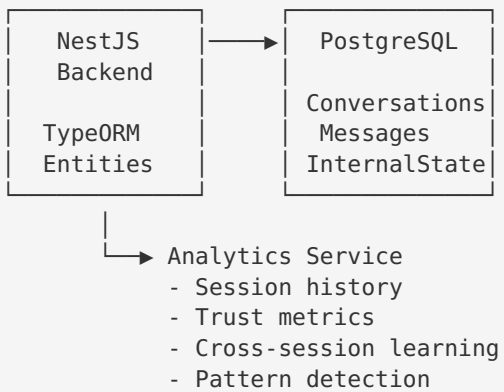 NestJS PostgreSQL
Backend
Conversations
TypeORM Messages
Entities InternalState
Analytics Service
- Session history
- Trust metrics
- Cross-session learning
- Pattern detection